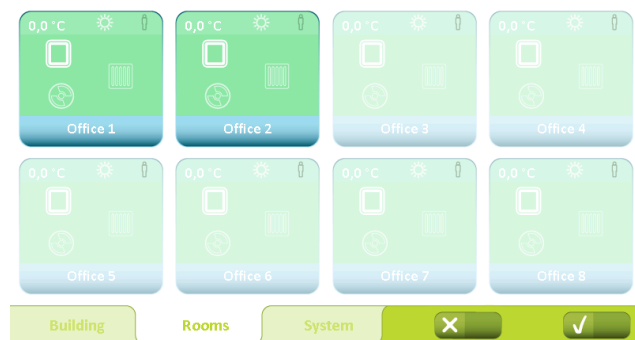 0,0 °C
0,0 °C
0,0 °C
0,0 °C
Office 1
Office 2
Office 3
Office 4
0,0 °C
0,0 °C
0,0 °C
0,0 °C
Office 5
Office 6
Office 7
Office 8
Building
Rooms
System